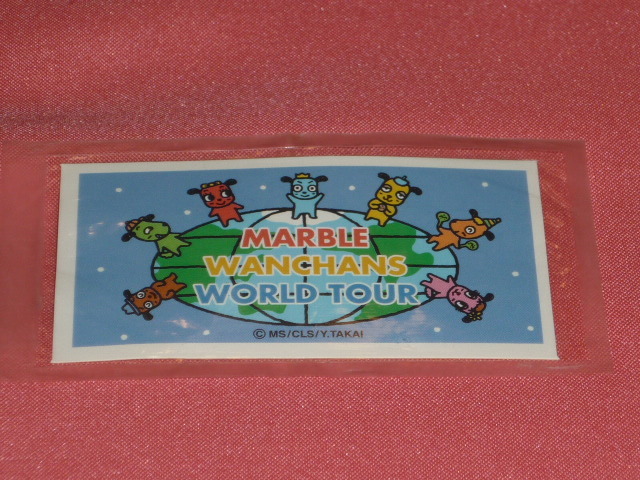 MARBLE
WANCHANS
WORLD TOUR
© MS/CLS/Y.TAKAI